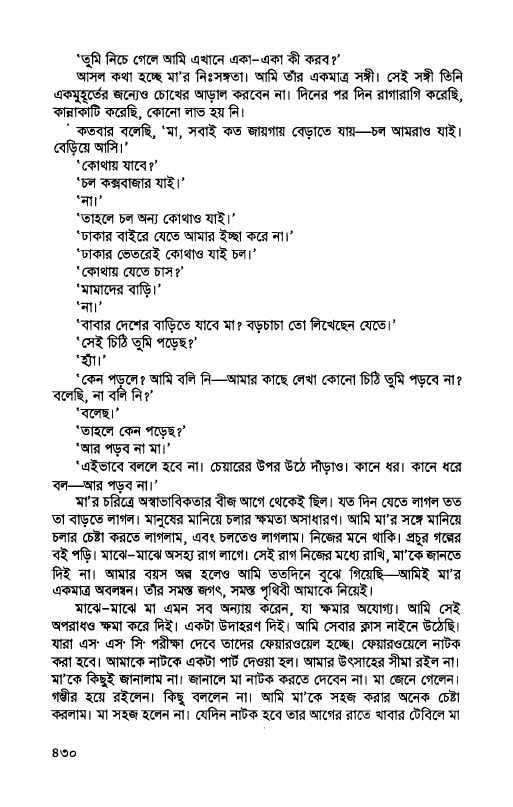 ‘তুমি নিচে গেলে আমি এখানে একা–একা কী করব?’
আসল কথা হচ্ছে মা'র নিঃসঙ্গতা। আমি তাঁর একমাত্র সঙ্গী। সেই সঙ্গী তিনি
একমুহূর্তের জন্যেও চোখের আড়াল করবেন না। দিনের পর দিন রাগারাগি করেছি,
কান্নাকাটি করেছি, কোনো লাভ হয় নি।
কতবার বলেছি, ‘মা, সবাই কত জায়গায় বেড়াতে যায়—চল আমরাও যাই।
বেড়িয়ে আসি।’
‘কোথায় যাবে?’
‘চল কক্সবাজার যাই।’
‘না।’
‘তাহলে চল অন্য কোথাও যাই।’
‘ঢাকার বাইরে যেতে আমার ইচ্ছা করে না।’
‘ঢাকার ভেতরেই কোথাও যাই চল।’
‘কোথায় যেতে চাস?’
‘মামাদের বাড়ি।’
‘না।’
‘বাবার দেশের বাড়িতে যাবে মা? বড়চাচা তো লিখেছেন যেতে।’
‘সেই চিঠি তুমি পড়েছ?’
‘হ্যাঁ।’
‘কেন পড়লে? আমি বলি নি—আমার কাছে লেখা কোনো চিঠি তুমি পড়বে না?
বলেছি, না বলি নি?’
‘বলেছ।’
‘তাহলে কেন পড়েছ?’
‘আর পড়ব না মা।’
‘এইভাবে বললে হবে না। চেয়ারের উপর উঠে দাঁড়াও। কানে ধর। কানে ধরে
বল—আর পড়ব না।’
মা'র চরিত্রে অস্বাভাবিকতার বীজ আগে থেকেই ছিল। যত দিন যেতে লাগল তত
তা বাড়তে লাগল। মানুষের মানিয়ে চলার ক্ষমতা অসাধারণ। আমি মা'র সঙ্গে মানিয়ে
চলার চেষ্টা করতে লাগলাম, এবং চলতেও লাগলাম। নিজের মনে থাকি। প্রচুর গল্পের
বই পড়ি। মাঝে–মাঝে অসহ্য রাগ লাগে। সেই রাগ নিজের মধ্যে রাখি, মা'কে জানতে
দিই না। আমার বয়স অল্প হলেও আমি ততদিনে বুঝে গিয়েছি—আমিই মা'র
একমাত্র অবলম্বন। তাঁর সমস্ত জগৎ, সমস্ত পৃথিবী আমাকে নিয়েই।
মাঝে–মাঝে মা এমন সব অন্যায় করেন, যা ক্ষমার অযোগ্য। আমি সেই
অপরাধও ক্ষমা করে দিই। একটা উদাহরণ দিই। আমি সেবার ক্লাস নাইনে উঠেছি।
যারা এস· এস· সি· পরীক্ষা দেবে তাদের ফেয়ারওয়েল হচ্ছে। ফেয়ারওয়েলে নাটক
করা হবে। আমাকে নাটকে একটা পার্ট দেওয়া হল। আমার উৎসাহের সীমা রইল না।
মা'কে কিছুই জানালাম না। জানালে মা নাটক করতে দেবেন না। মা জেনে গেলেন।
গম্ভীর হয়ে রইলেন। কিছু বললেন না। আমি মা'কে সহজ করার অনেক চেষ্টা
করলাম। মা সহজ হলেন না। যেদিন নাটক হবে তার আগের রাতে খাবার টেবিলে মা
৪৩০